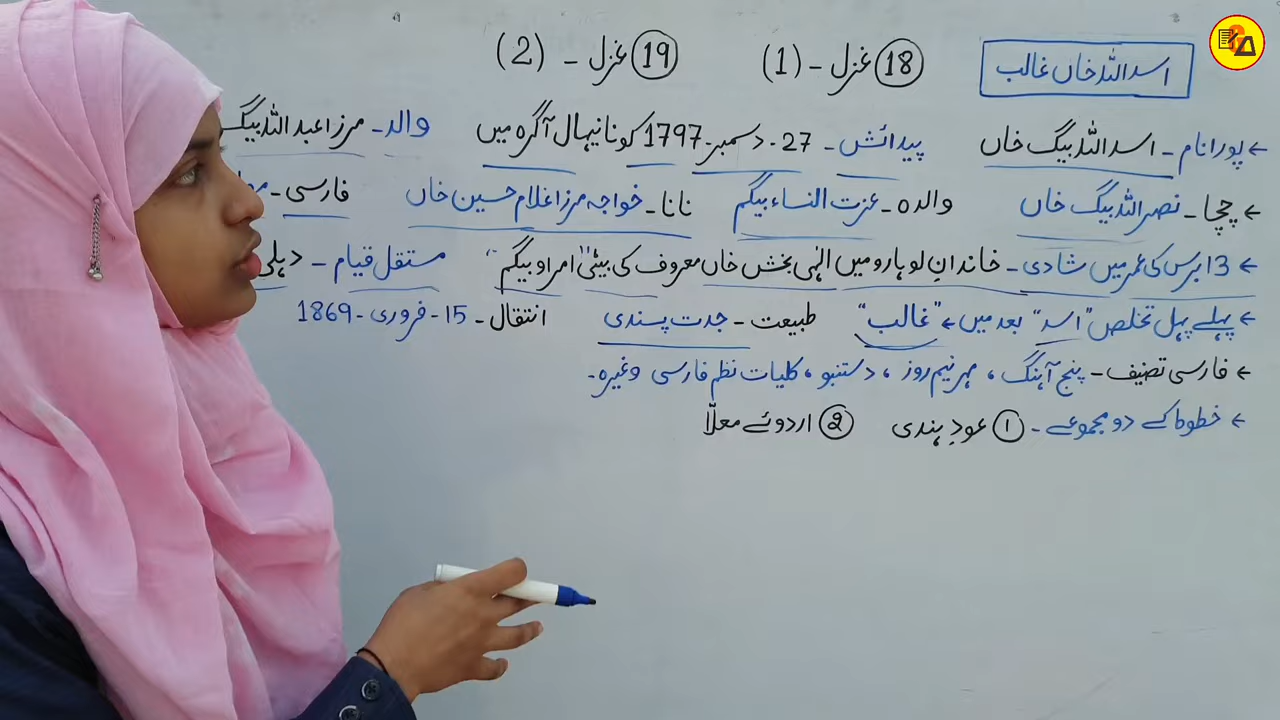 اسد اللہ خاں غالب ⑱ غزل - (1) ⑲ غزل - (2)
← پورا نام - اسد اللہ بیگ خاں پیدائش - 27 - دسمبر - 1797 کو نانیہال آگرہ میں والد - مرزا عبد اللہ بیگ
← چچا - نصر اللہ بیگ خاں والدہ - عزت النساء بیگم نانا - خواجہ مرزا غلام حسین خاں فارسی -
← 13 برس کی عمر میں شادی - خاندانِ لوہارو میں الٰہی بخش خاں معروف کی بیٹی "امراو بیگم" مستقل قیام - دہلی
← پہلے پہل تخلص "اسد" بعد میں ← "غالب" طبیعت - جدت پسندی انتقال - 15 - فروری - 1869
← فارسی تصنیف - پنج آہنگ ، مہر نیم روز ، دستنبو ، کلیات نظم فارسی وغیرہ -
← خطوط کے دو مجموعے - ① عودِ ہندی ② اردوئے معلّا